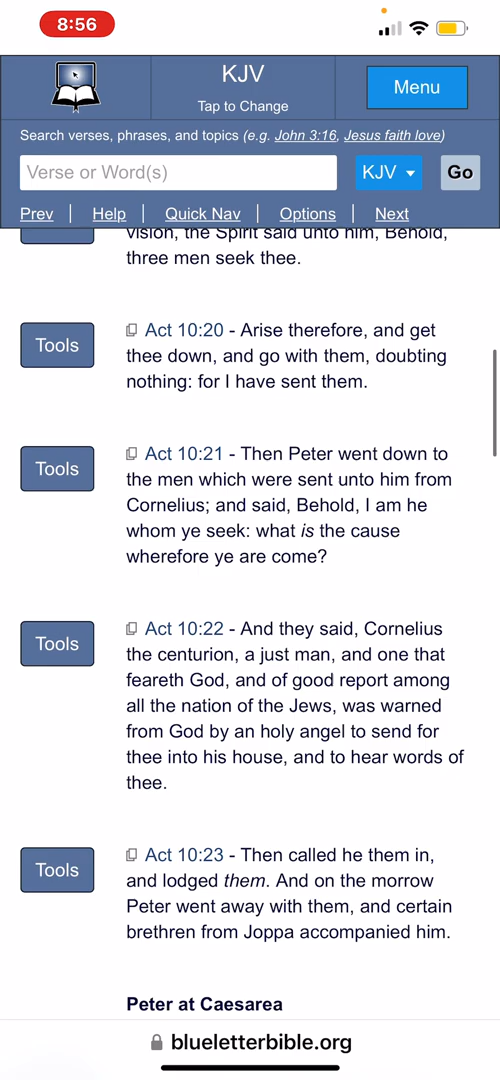 8:56
KJV
Tap to Change
Menu
Search verses, phrases, and topics (e.g. John 3:16, Jesus faith love)
Verse or Word(s)
KJV
Go
Prev | Help | Quick Nav | Options | Next
vision, the Spirit said unto him, Behold,
three men seek thee.
Tools
Act 10:20 - Arise therefore, and get
thee down, and go with them, doubting
nothing: for I have sent them.
Tools
Act 10:21 - Then Peter went down to
the men which were sent unto him from
Cornelius; and said, Behold, I am he
whom ye seek: what is the cause
wherefore ye are come?
Tools
Act 10:22 - And they said, Cornelius
the centurion, a just man, and one that
feareth God, and of good report among
all the nation of the Jews, was warned
from God by an holy angel to send for
thee into his house, and to hear words of
thee.
Tools
Act 10:23 - Then called he them in,
and lodged them. And on the morrow
Peter went away with them, and certain
brethren from Joppa accompanied him.
Peter at Caesarea
blueletterbible.org